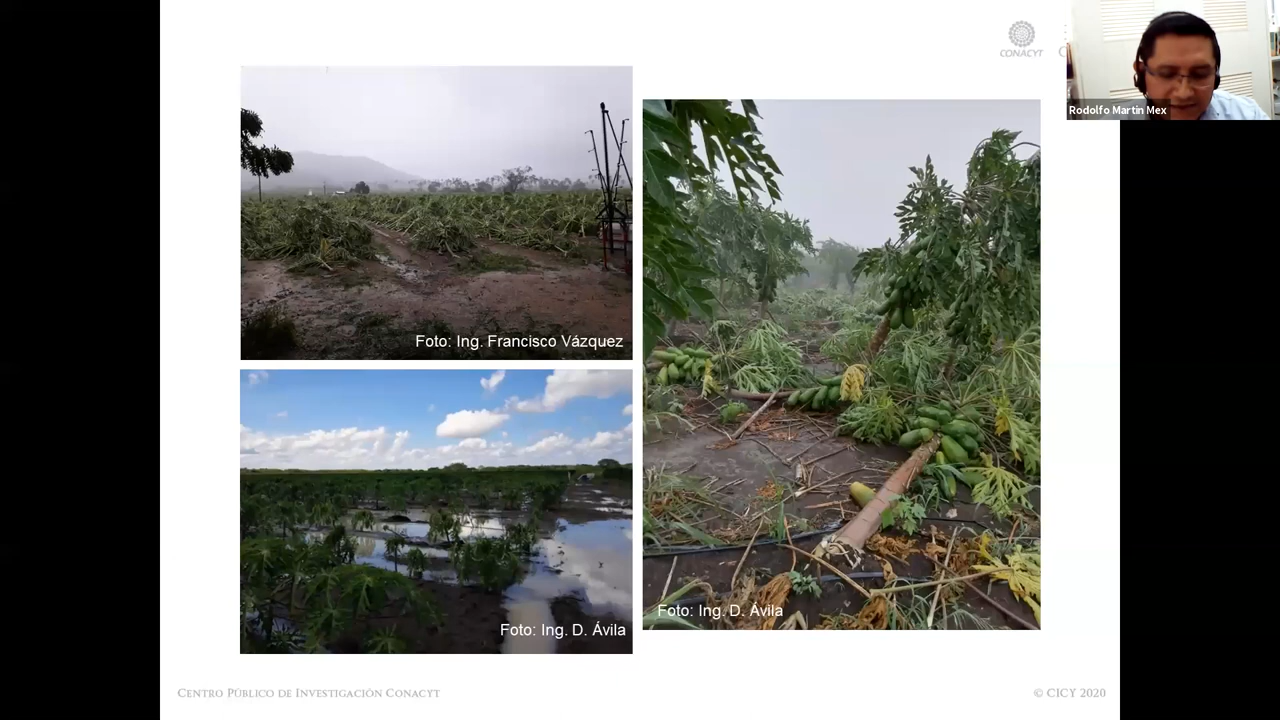 CONACYT
Rodolfo Martin Mex
Foto: Ing. Francisco Vázquez
Foto: Ing. D. Ávila
Foto: Ing. D. Ávila
CENTRO PÚBLICO DE INVESTIGACIÓN CONACYT
© CICY 2020